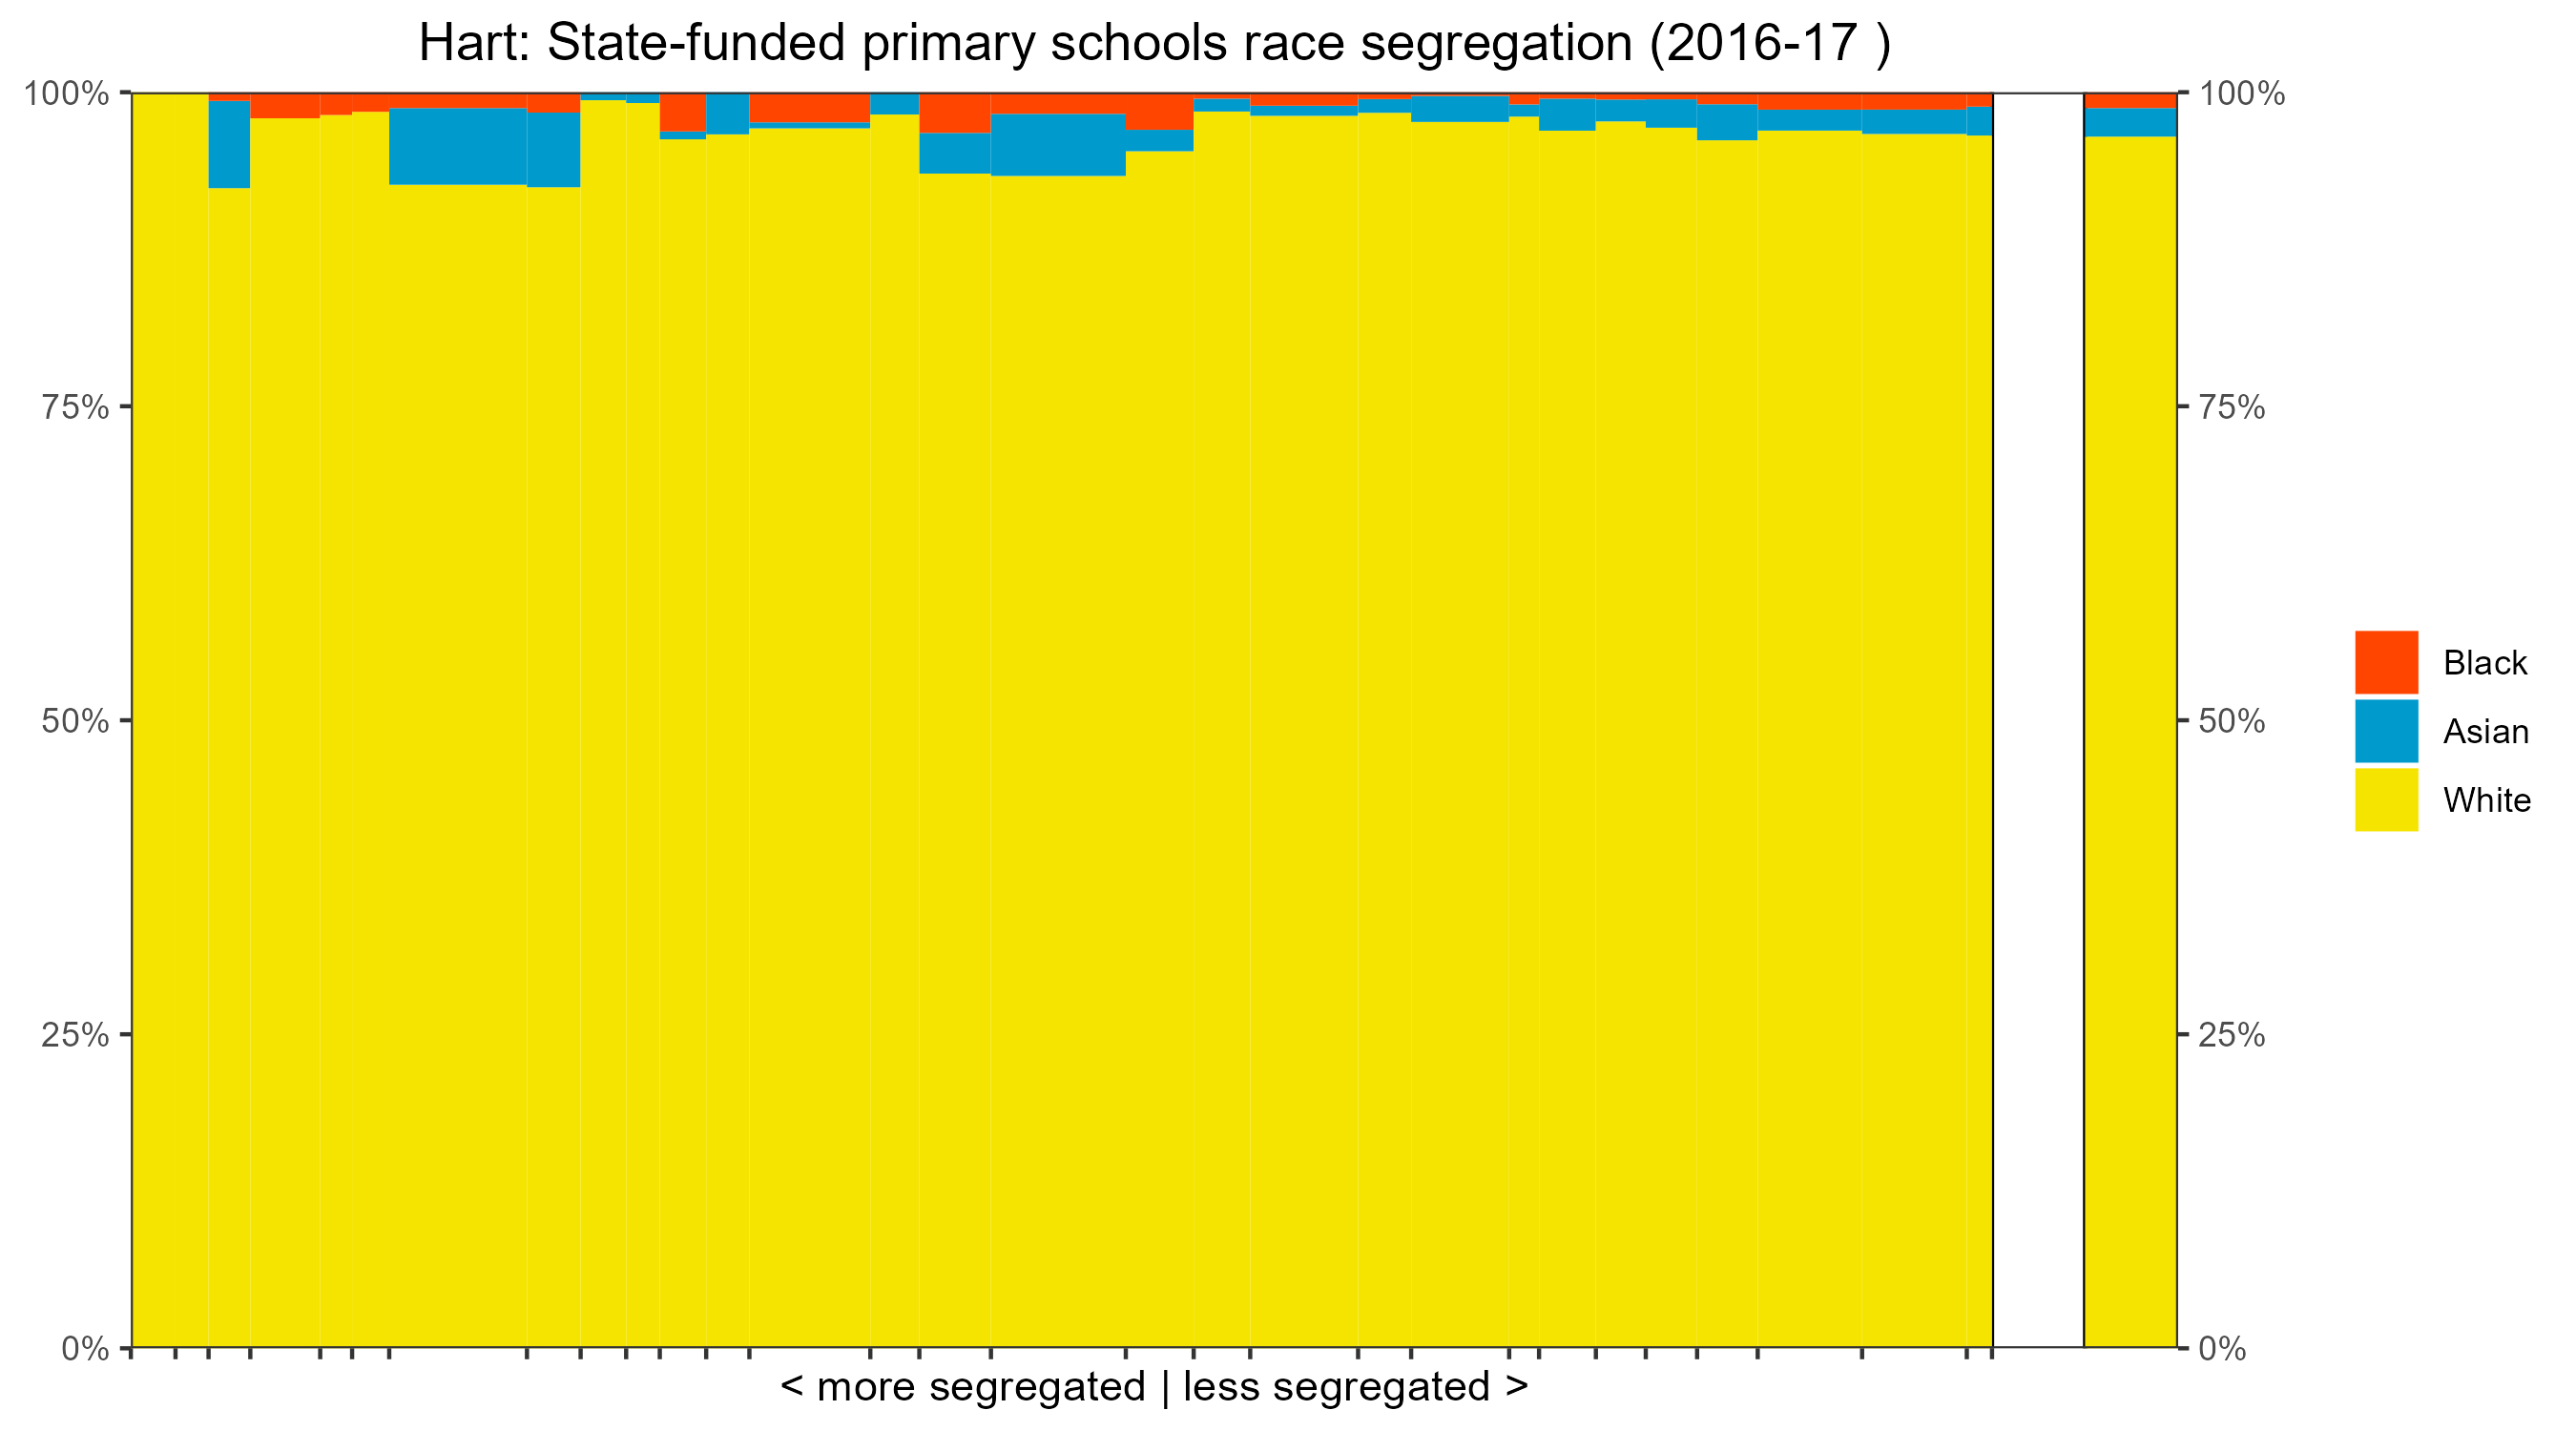 Hart: State-funded primary schools race segregation (2016-17 )
100%
75%
50%
25%
0%
100%
75%
50%
25%
0%
Black
Asian
White
< more segregated | less segregated >